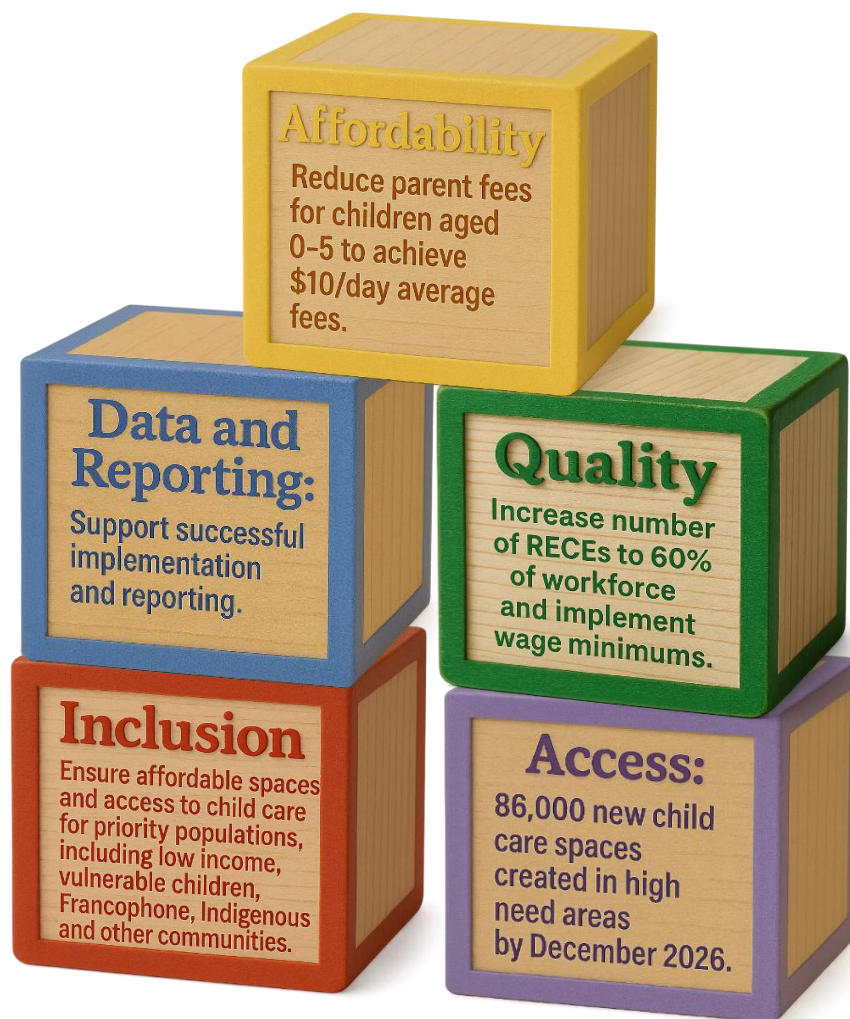 Affordability
Reduce parent fees
for children aged
0–5 to achieve
$10/day average
fees.
Data and
Reporting:
Support successful
implementation
and reporting.
Quality
Increase number
of RECEs to 60%
of workforce
and implement
wage minimums.
Inclusion
Ensure affordable spaces
and access to child care
for priority populations,
including low income,
vulnerable children,
Francophone, Indigenous
and other communities.
Access:
86,000 new child
care spaces
created in high
need areas
by December 2026.